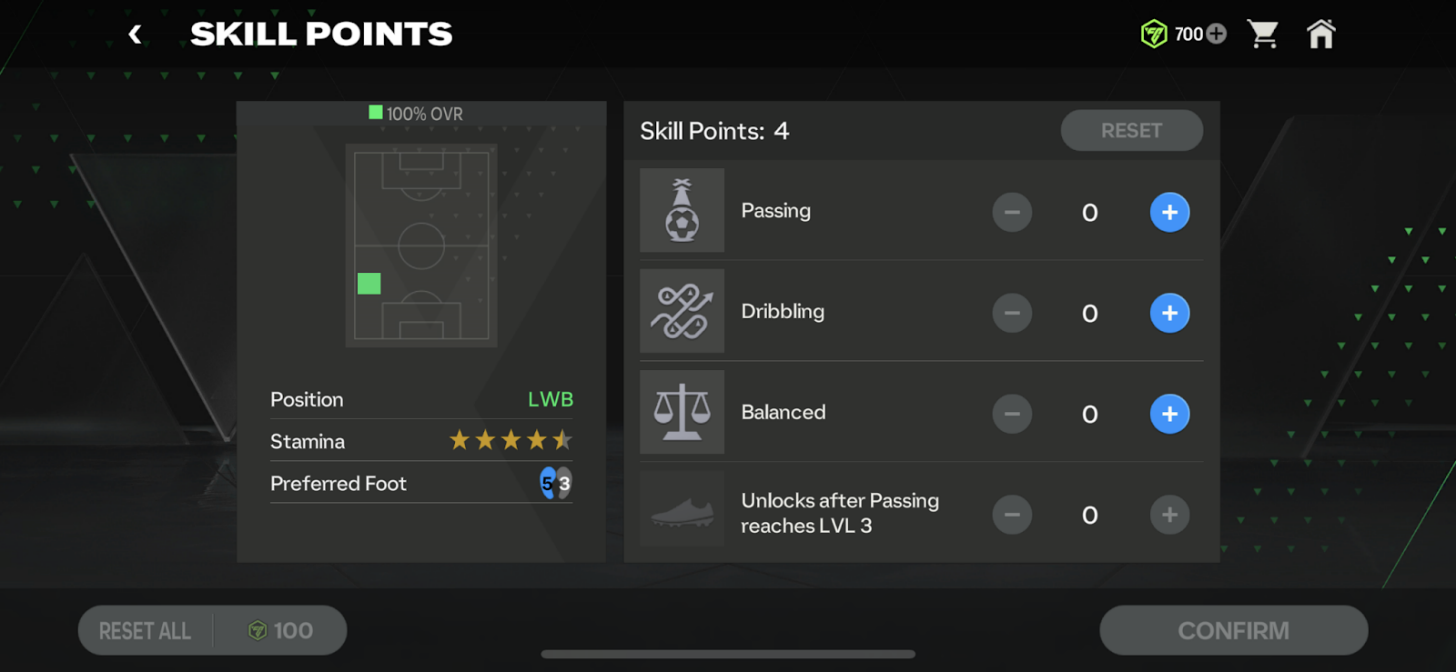 SKILL POINTS
700
100% OVR
Position LWB
Stamina
Preferred Foot 5 3
Skill Points: 4 RESET
Passing 0
Dribbling 0
Balanced 0
Unlocks after Passing
reaches LVL 3 0
RESET ALL 100
CONFIRM